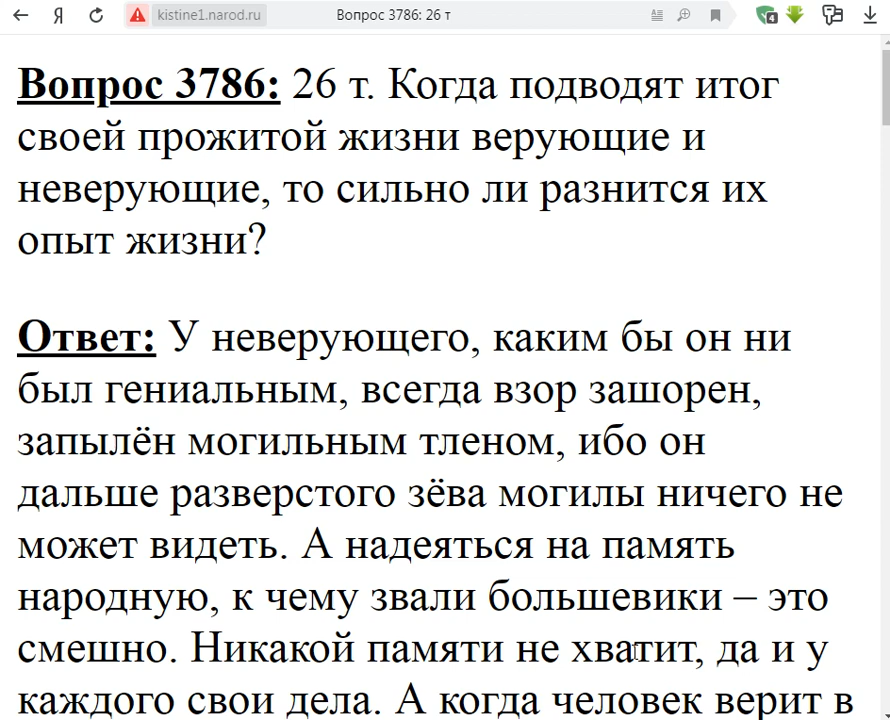 Я kistine1.narod.ru Вопрос 3786: 26 т 4
Вопрос 3786: 26 т. Когда подводят итог
своей прожитой жизни верующие и
неверующие, то сильно ли разнится их
опыт жизни?
Ответ: У неверующего, каким бы он ни
был гениальным, всегда взор зашорен,
запылён могильным тленом, ибо он
дальше разверстого зёва могилы ничего не
может видеть. А надеяться на память
народную, к чему звали большевики – это
смешно. Никакой памяти не хватит, да и у
каждого свои дела. А когда человек верит в